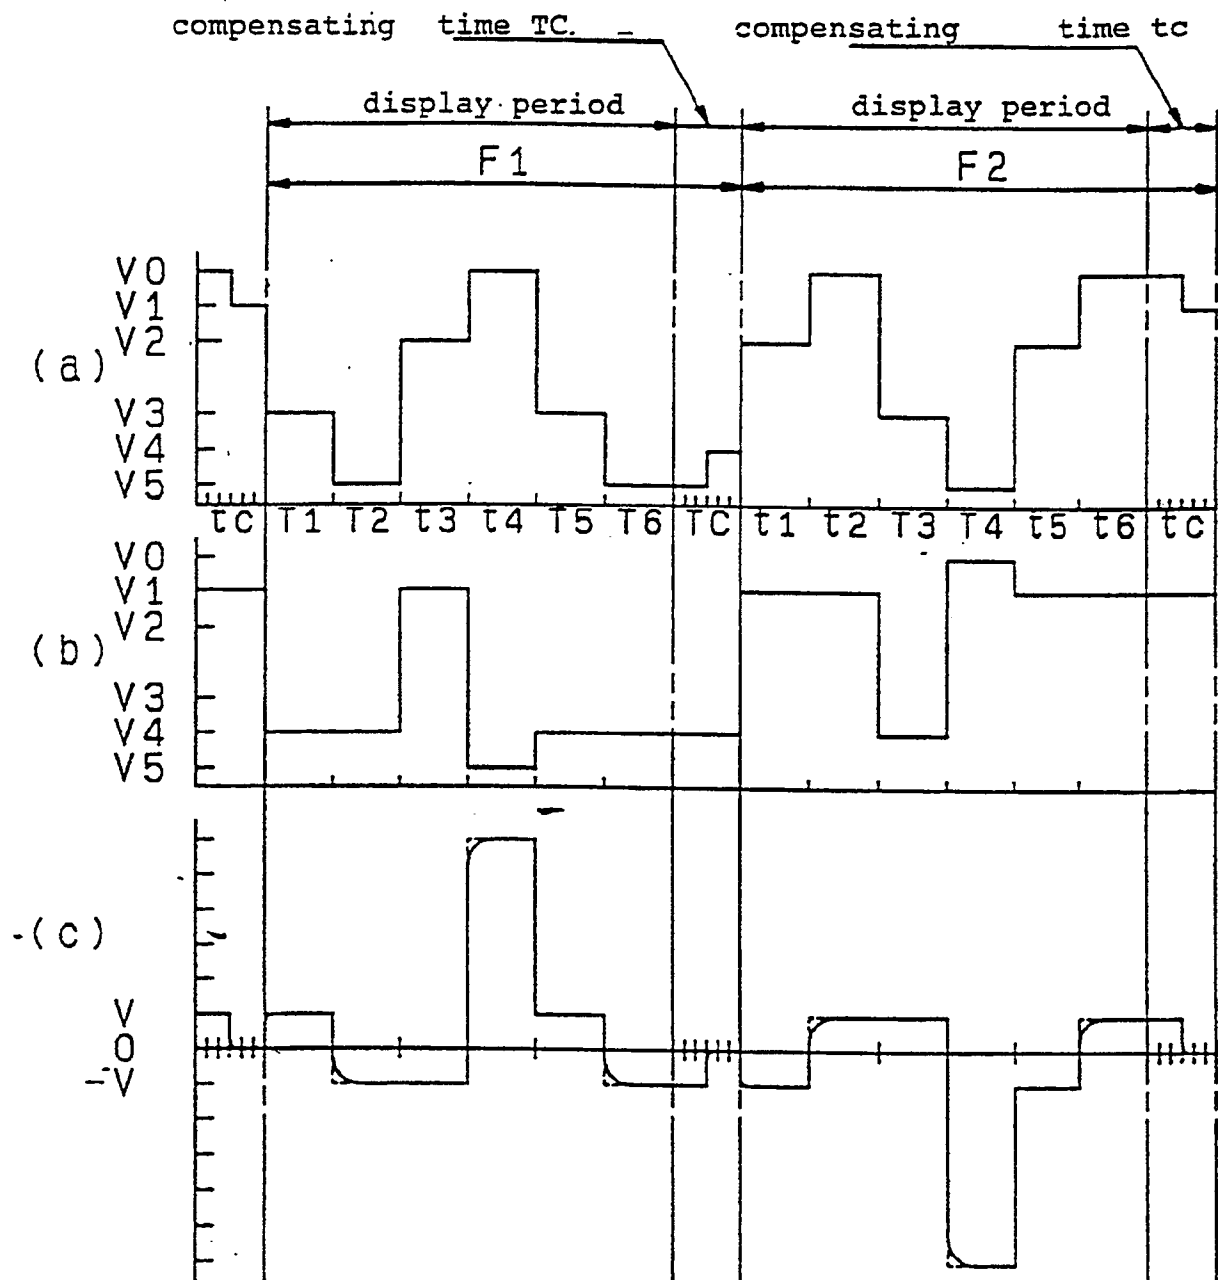 compensating time TC.
compensating time tc
display period
display period
F1
F2
(a)
V0
V1
V2
V3
V4
V5
tc T1 T2 t3 t4 T5 T6 TC t1 t2 T3 T4 t5 t6 tc
(b)
V0
V1
V2
V3
V4
V5
(c)
V
0
-V